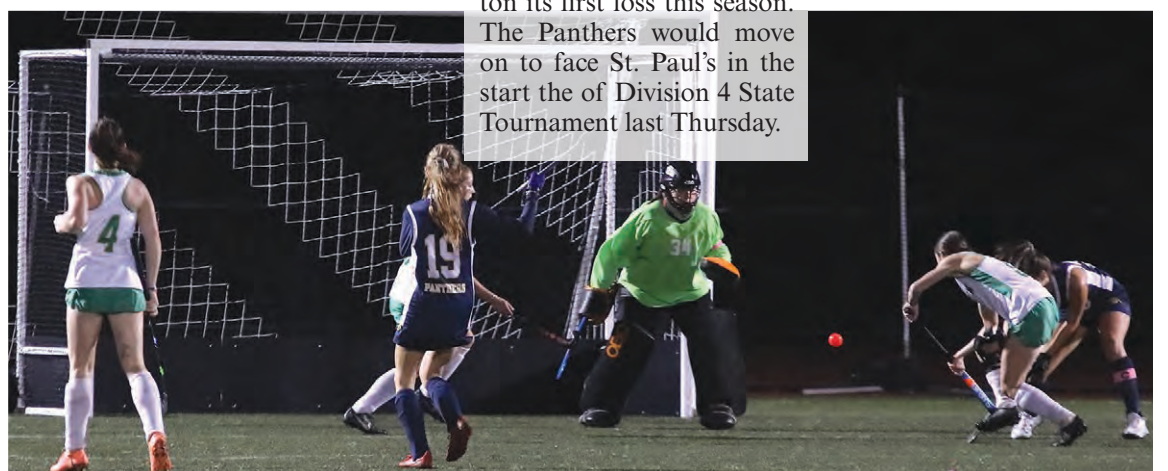 ton its first loss this season.
The Panthers would move
on to face St. Paul's in the
start the of Division 4 State
Tournament last Thursday.
4
19
PANTHERS
34